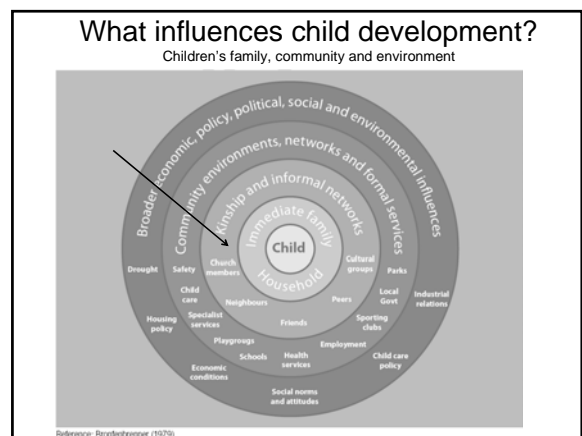 What influences child development?
Children's family, community and environment
Broader economic, policy, political, social and environmental influences
Community environments, networks and formal services
Kinship and informal networks
Immediate family
Child
Household
Church
members
Cultural
groups
Drought
Safety
Parks
Child
care
Neighbours
Peers
Local
Govt
Industrial
relations
Housing
policy
Specialist
services
Friends
Sporting
clubs
Playgroups
Employment
Schools
Health
services
Child care
policy
Economic
conditions
Social norms
and attitudes
Reference: Bronfenbrenner (1979)